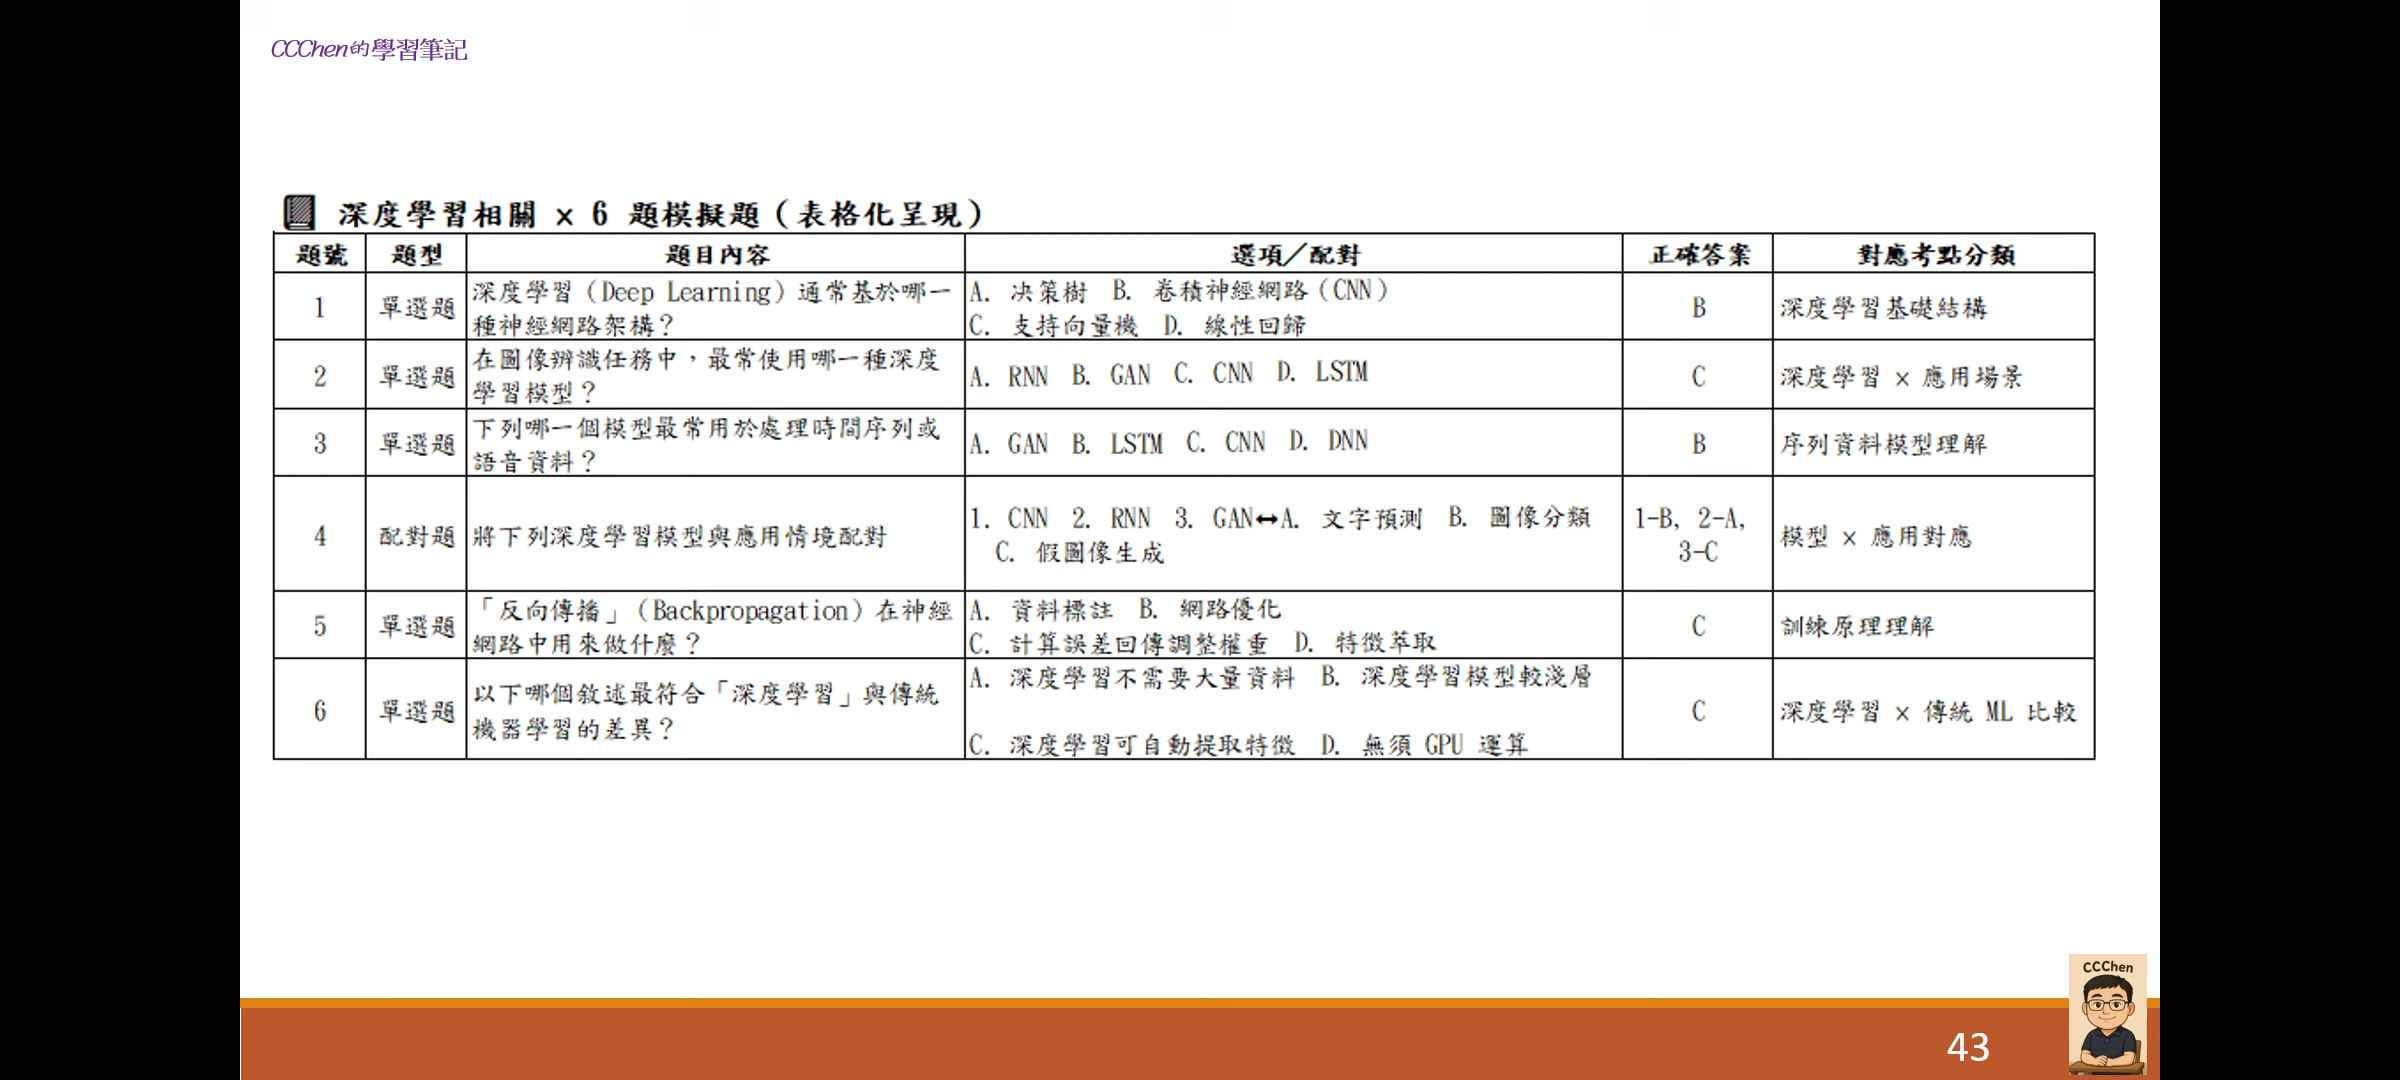 CCChen的學習筆記
深度學習相關 × 6 題模擬題（表格化呈現）
題號 題型 題目內容 選項／配對 正確答案 對應考點分類
1 單選題 深度學習（Deep Learning）通常基於哪一種神經網路架構？ A. 決策樹 B. 卷積神經網路（CNN） C. 支持向量機 D. 線性回歸 B 深度學習基礎結構
2 單選題 在圖像辨識任務中，最常使用哪一種深度學習模型？ A. RNN B. GAN C. CNN D. LSTM C 深度學習 × 應用場景
3 單選題 下列哪一個模型最常用於處理時間序列或語音資料？ A. GAN B. LSTM C. CNN D. DNN B 序列資料模型理解
4 配對題 將下列深度學習模型與應用情境配對 1. CNN 2. RNN 3. GAN↔A. 文字預測 B. 圖像分類 C. 假圖像生成 1-B, 2-A, 3-C 模型 × 應用對應
5 單選題 「反向傳播」（Backpropagation）在神經網路中用來做什麼？ A. 資料標註 B. 網路優化 C. 計算誤差回傳調整權重 D. 特徵萃取 C 訓練原理理解
6 單選題 以下哪個敘述最符合「深度學習」與傳統機器學習的差異？ A. 深度學習不需要大量資料 B. 深度學習模型較淺層 C. 深度學習可自動提取特徵 D. 無須 GPU 運算 C 深度學習 × 傳統 ML 比較
CCChen
43